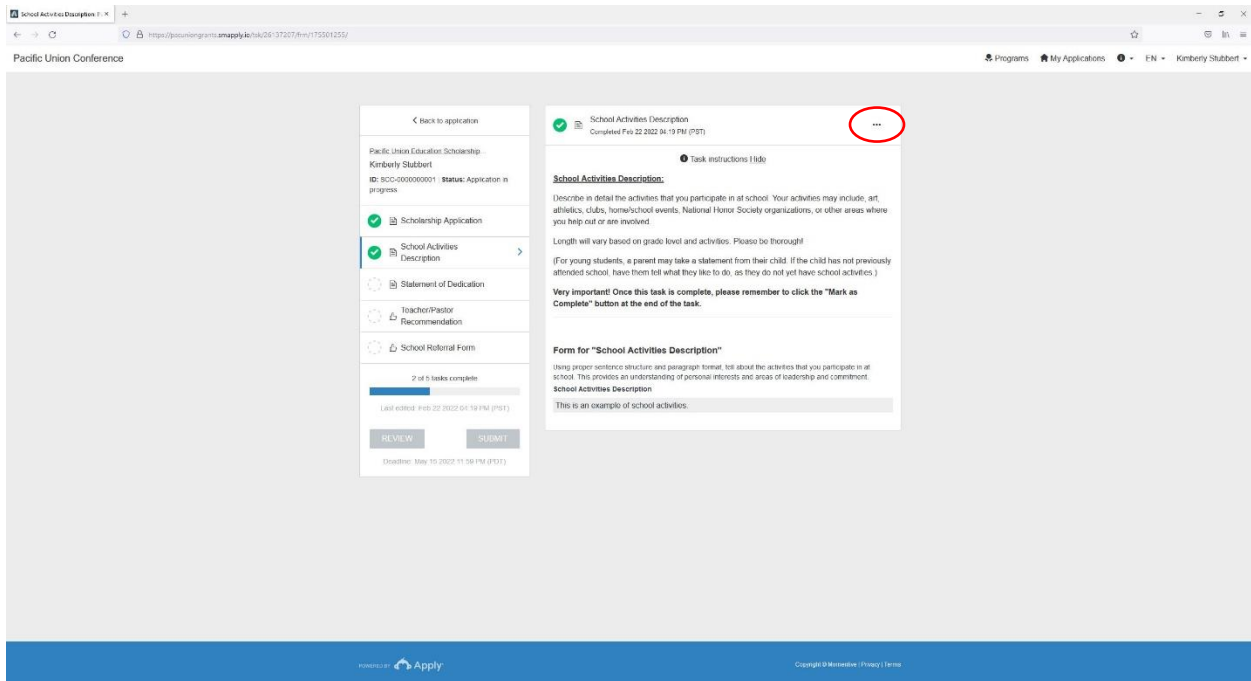 School Activities Description: F
https://pacuniongrants.smapply.io/tsk/26137207/frm/175501255/
Pacific Union Conference
Programs
My Applications
EN
Kimberly Stubbert
Back to application
Pacific Union Education Scholarship...
Kimberly Stubbert
ID: SCC-0000000001 Status: Application in
progress
Scholarship Application
School Activities
Description
Statement of Dedication
Teacher/Pastor
Recommendation
School Referral Form
2 of 5 tasks complete
Last edited: Feb 22 2022 04:19 PM (PST)
REVIEW
SUBMIT
Deadline: May 15 2022 11:59 PM (PDT)
School Activities Description
Completed Feb 22 2022 04:19 PM (PST)
...
Task instructions Hide
School Activities Description:
Describe in detail the activities that you participate in at school. Your activities may include, art,
athletics, clubs, home/school events, National Honor Society organizations, or other areas where
you help out or are involved.
Length will vary based on grade level and activities. Please be thorough!
(For young students, a parent may take a statement from their child. If the child has not previously
attended school, have them tell what they like to do, as they do not yet have school activities.)
Very important! Once this task is complete, please remember to click the "Mark as
Complete" button at the end of the task.
Form for "School Activities Description"
Using proper sentence structure and paragraph format, tell about the activities that you participate in at
school. This provides an understanding of personal interests and areas of leadership and commitment.
School Activities Description
This is an example of school activities.
POWERED BY Apply
Copyright © Momentive | Privacy | Terms